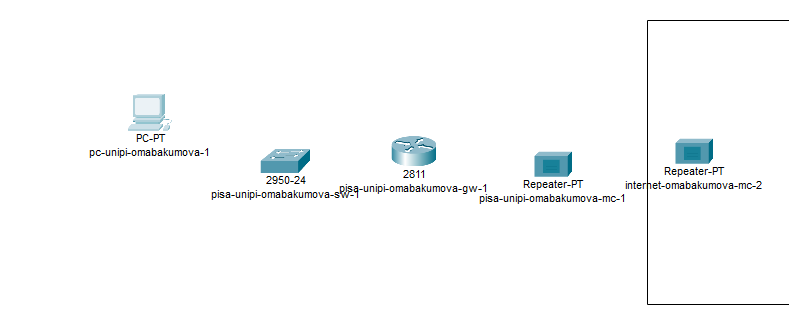 PC-PT
pc-unipi-omabakumova-1
2950-24
pisa-unipi-omabakumova-sw-1
2811
pisa-unipi-omabakumova-gw-1
Repeater-PT
pisa-unipi-omabakumova-mc-1
Repeater-PT
internet-omabakumova-mc-2